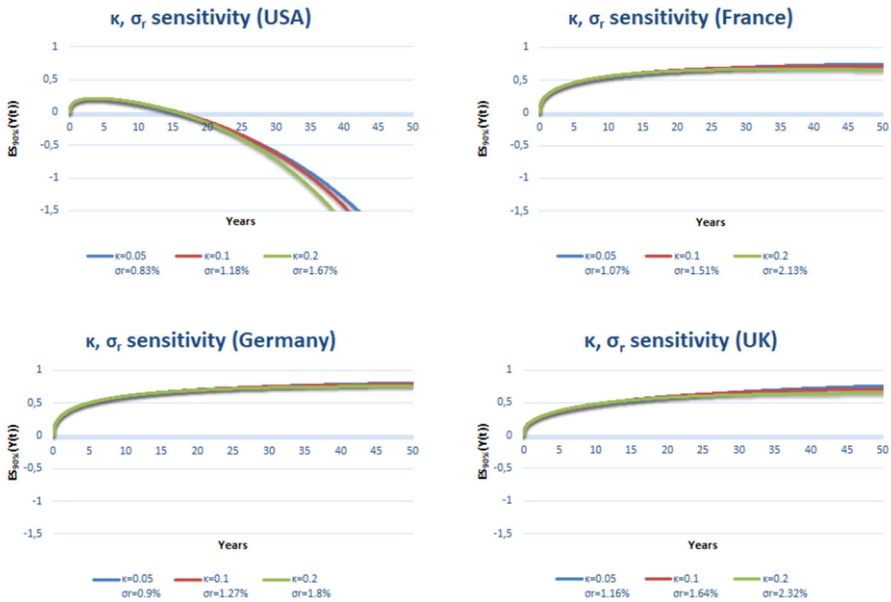 κ, σr sensitivity (USA)
1
0,5
0
-0,5
-1
-1,5
0 5 10 15 20 25 30 35 40 45 50
ES90%(Y(t))
Years
κ=0.05 κ=0.1 κ=0.2
σr=0.83% σr=1.18% σr=1.67%
κ, σr sensitivity (France)
1
0,5
0
-0,5
-1
-1,5
0 5 10 15 20 25 30 35 40 45 50
ES90%(Y(t))
Years
κ=0.05 κ=0.1 κ=0.2
σr=1.07% σr=1.51% σr=2.13%
κ, σr sensitivity (Germany)
1
0,5
0
-0,5
-1
-1,5
0 5 10 15 20 25 30 35 40 45 50
ES90%(Y(t))
Years
κ=0.05 κ=0.1 κ=0.2
σr=0.9% σr=1.27% σr=1.8%
κ, σr sensitivity (UK)
1
0,5
0
-0,5
-1
-1,5
0 5 10 15 20 25 30 35 40 45 50
ES90%(Y(t))
Years
κ=0.05 κ=0.1 κ=0.2
σr=1.16% σr=1.64% σr=2.32%